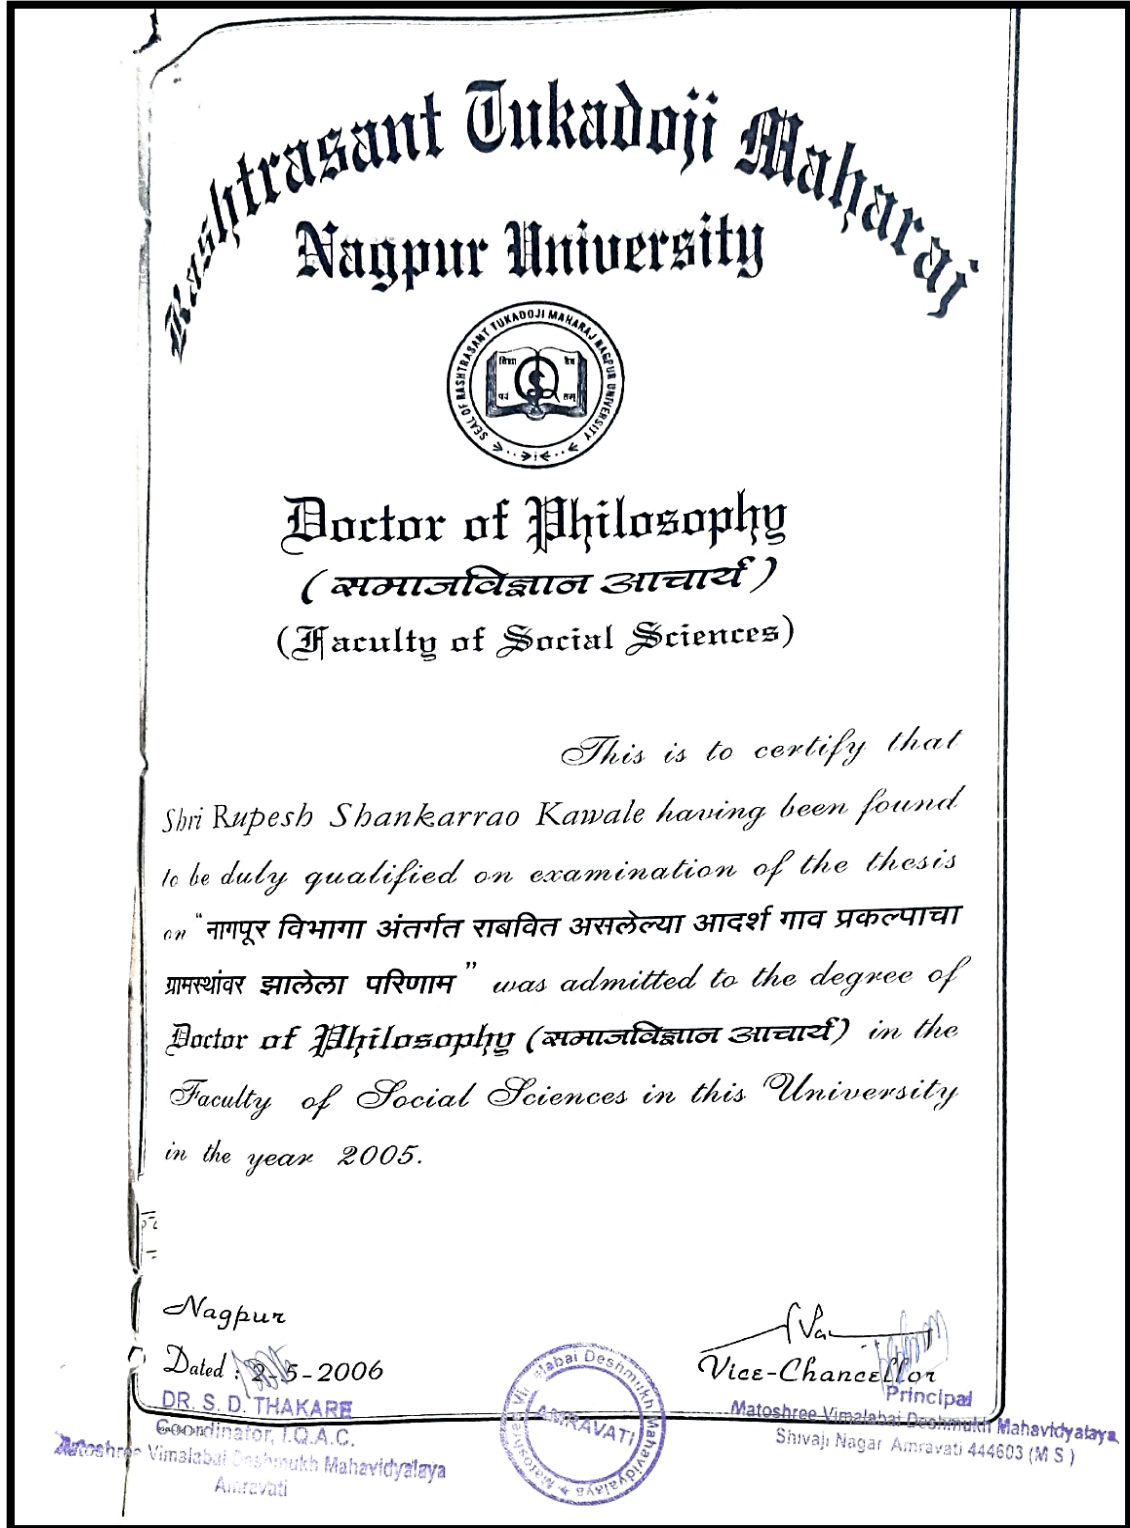 Rashtrasant Tukadoji Maharaj
Nagpur University
SEAL OF RASHTRASANT TUKADOJI MAHARAJ NAGPUR UNIVERSITY
Doctor of Philosophy
(समाजविज्ञान आचार्य)
(Faculty of Social Sciences)
This is to certify that
Shri Rupesh Shankarrao Kawale having been found
to be duly qualified on examination of the thesis
on "नागपूर विभागा अंतर्गत राबवित असलेल्या आदर्श गाव प्रकल्पाचा
ग्रामस्थांवर झालेला परिणाम" was admitted to the degree of
Doctor of Philosophy (समाजविज्ञान आचार्य) in the
Faculty of Social Sciences in this University
in the year 2005.
Nagpur
Dated : 2-5-2006
Vice-Chancellor
DR. S. D. THAKARE
Coordinator, I.Q.A.C.
Matoshree Vimalabai Deshmukh Mahavidyalaya
Amravati
Matoshree Vimalabai Deshmukh Mahavidyalaya
AMRAVATI
Principal
Matoshree Vimalabai Deshmukh Mahavidyalaya,
Shivaji Nagar Amravati 444603 (M S )